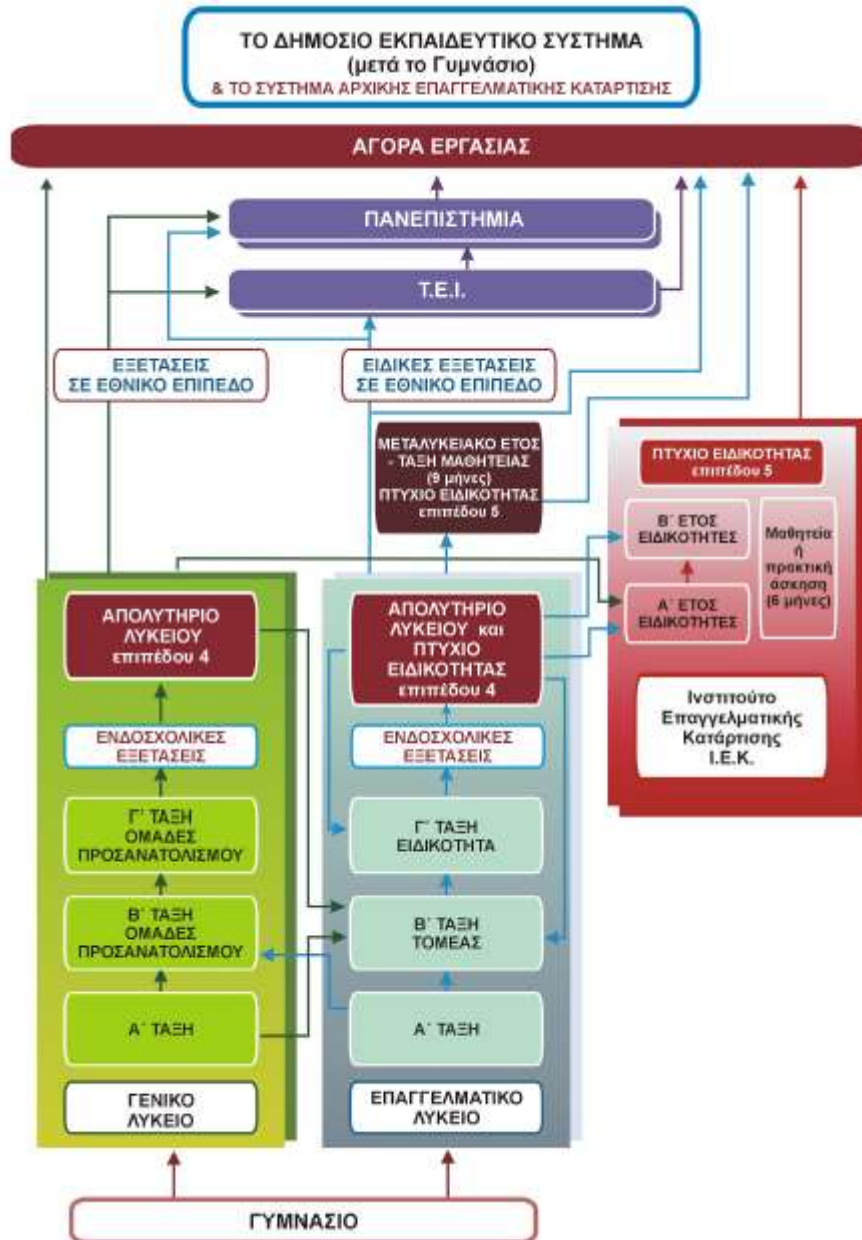 ΤΟ ΔΗΜΟΣΙΟ ΕΚΠΑΙΔΕΥΤΙΚΟ ΣΥΣΤΗΜΑ
(μετά το Γυμνάσιο)
& ΤΟ ΣΥΣΤΗΜΑ ΑΡΧΙΚΗΣ ΕΠΑΓΓΕΛΜΑΤΙΚΗΣ ΚΑΤΑΡΤΙΣΗΣ
ΑΓΟΡΑ ΕΡΓΑΣΙΑΣ
ΠΑΝΕΠΙΣΤΗΜΙΑ
Τ.Ε.Ι.
ΕΞΕΤΑΣΕΙΣ
ΣΕ ΕΘΝΙΚΟ ΕΠΙΠΕΔΟ
ΕΙΔΙΚΕΣ ΕΞΕΤΑΣΕΙΣ
ΣΕ ΕΘΝΙΚΟ ΕΠΙΠΕΔΟ
ΜΕΤΑΛΥΚΕΙΑΚΟ ΕΤΟΣ
- ΤΑΞΗ ΜΑΘΗΤΕΙΑΣ
(9 μήνες)
ΠΤΥΧΙΟ ΕΙΔΙΚΟΤΗΤΑΣ
επιπέδου 5
ΠΤΥΧΙΟ ΕΙΔΙΚΟΤΗΤΑΣ
επιπέδου 5
Β΄ ΕΤΟΣ
ΕΙΔΙΚΟΤΗΤΕΣ
Α΄ ΕΤΟΣ
ΕΙΔΙΚΟΤΗΤΕΣ
Μαθητεία
ή
πρακτική
άσκηση
(6 μήνες)
Ινστιτούτο
Επαγγελματικής
Κατάρτισης
Ι.Ε.Κ.
ΑΠΟΛΥΤΗΡΙΟ
ΛΥΚΕΙΟΥ
επιπέδου 4
ΕΝΔΟΣΧΟΛΙΚΕΣ
ΕΞΕΤΑΣΕΙΣ
Γ΄ ΤΑΞΗ
ΟΜΑΔΕΣ
ΠΡΟΣΑΝΑΤΟΛΙΣΜΟΥ
Β΄ ΤΑΞΗ
ΟΜΑΔΕΣ
ΠΡΟΣΑΝΑΤΟΛΙΣΜΟΥ
Α΄ ΤΑΞΗ
ΓΕΝΙΚΟ
ΛΥΚΕΙΟ
ΑΠΟΛΥΤΗΡΙΟ
ΛΥΚΕΙΟΥ και
ΠΤΥΧΙΟ
ΕΙΔΙΚΟΤΗΤΑΣ
επιπέδου 4
ΕΝΔΟΣΧΟΛΙΚΕΣ
ΕΞΕΤΑΣΕΙΣ
Γ΄ ΤΑΞΗ
ΕΙΔΙΚΟΤΗΤΑ
Β΄ ΤΑΞΗ
ΤΟΜΕΑΣ
Α΄ ΤΑΞΗ
ΕΠΑΓΓΕΛΜΑΤΙΚΟ
ΛΥΚΕΙΟ
ΓΥΜΝΑΣΙΟ